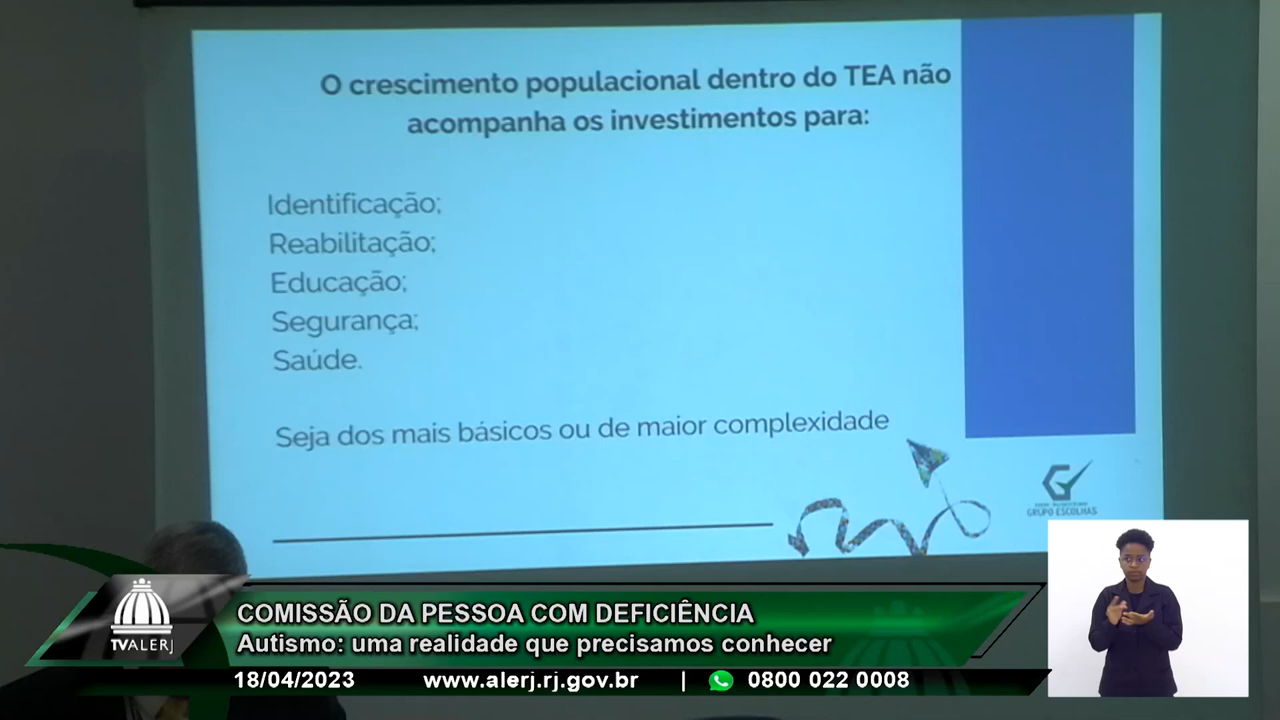 O crescimento populacional dentro do TEA não
acompanha os investimentos para:
Identificação;
Reabilitação;
Educação;
Segurança;
Saúde.
Seja dos mais básicos ou de maior complexidade
GRUPO ESCOLHAS
COMISSÃO DA PESSOA COM DEFICIÊNCIA
Autismo: uma realidade que precisamos conhecer
TVALERJ
18/04/2023 www.alerj.rj.gov.br | 0800 022 0008